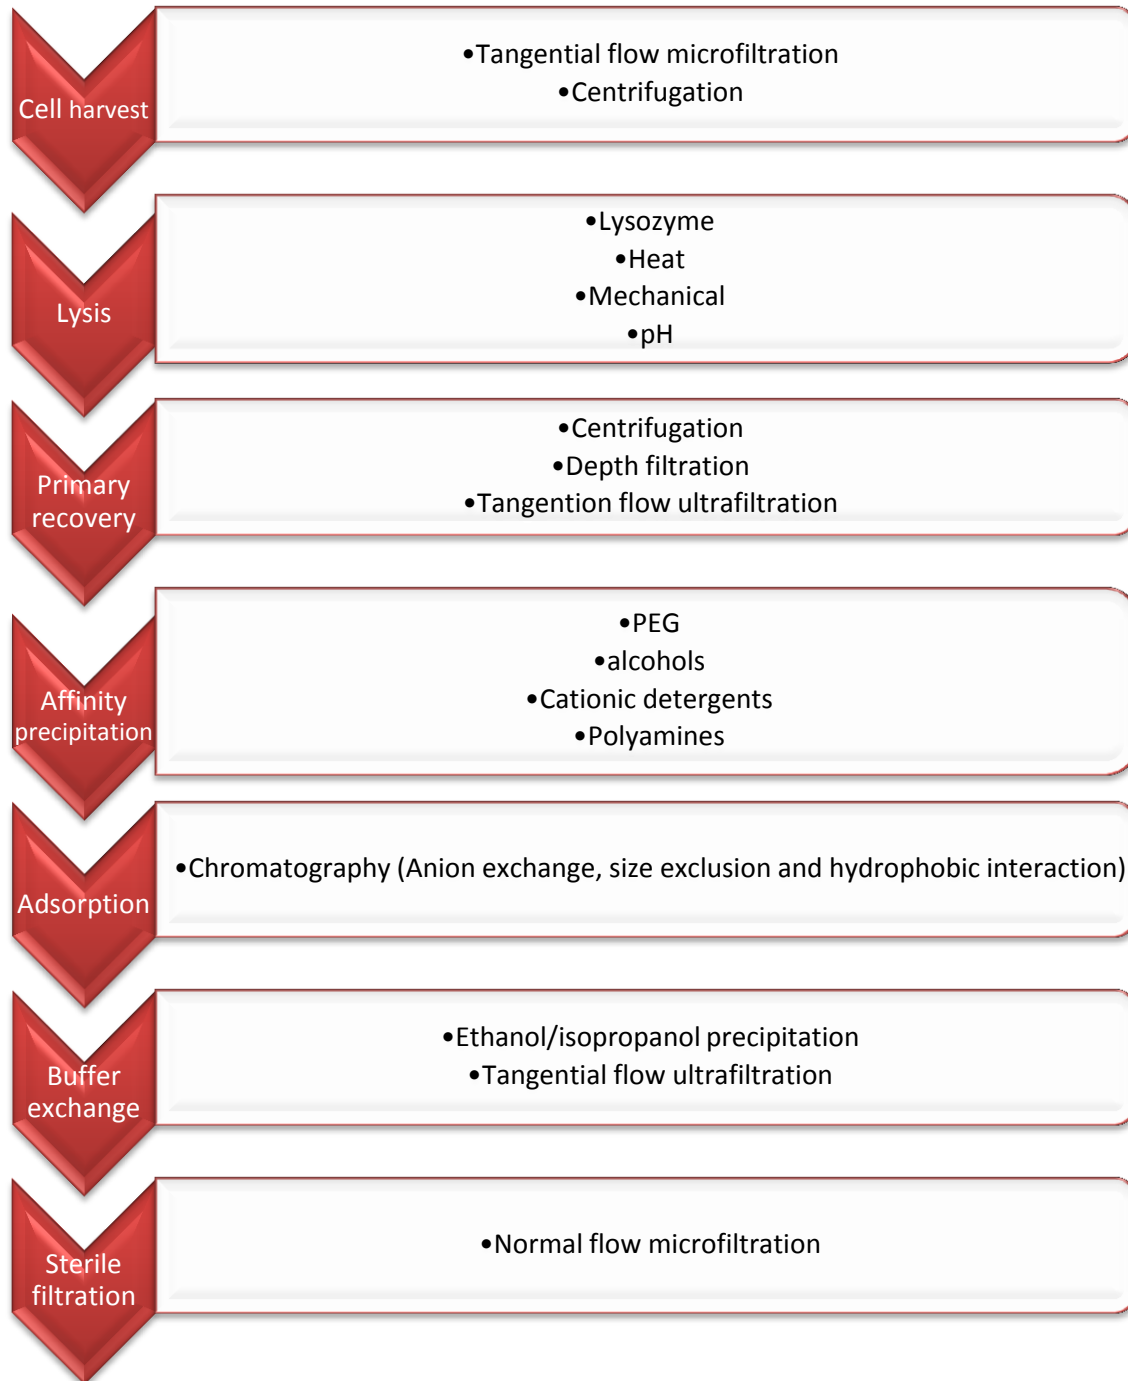 Cell harvest
•Tangential flow microfiltration
•Centrifugation
Lysis
•Lysozyme
•Heat
•Mechanical
•pH
Primary
recovery
•Centrifugation
•Depth filtration
•Tangention flow ultrafiltration
Affinity
precipitation
•PEG
•alcohols
•Cationic detergents
•Polyamines
Adsorption
•Chromatography (Anion exchange, size exclusion and hydrophobic interaction)
Buffer
exchange
•Ethanol/isopropanol precipitation
•Tangential flow ultrafiltration
Sterile
filtration
•Normal flow microfiltration